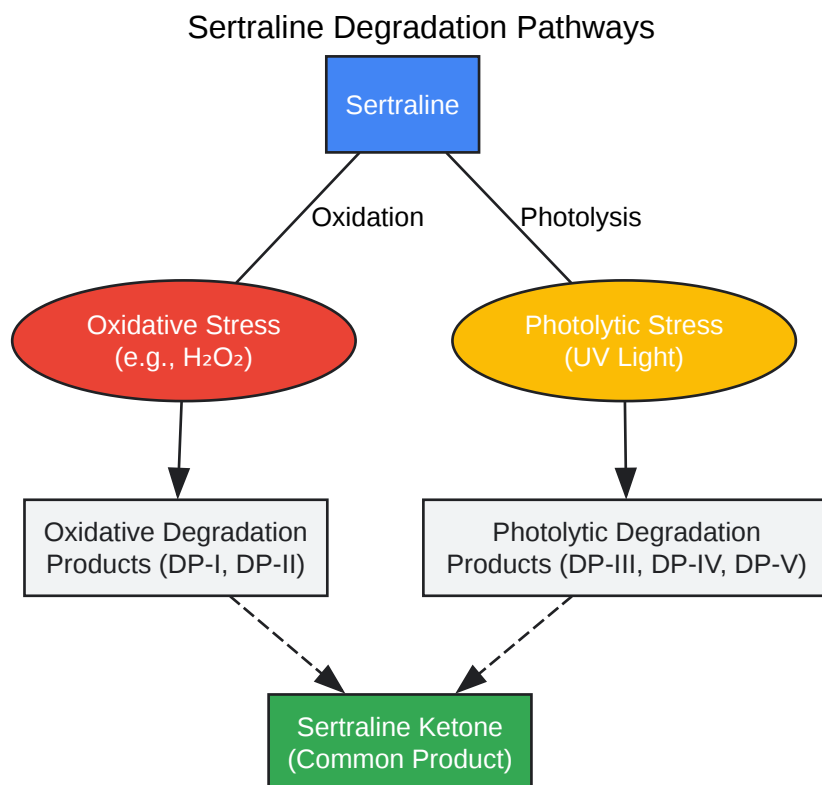 Sertraline Degradation Pathways
Sertraline
Oxidation
Photolysis
Oxidative Stress
(e.g., H₂O₂)
Photolytic Stress
(UV Light)
Oxidative Degradation
Products (DP-I, DP-II)
Photolytic Degradation
Products (DP-III, DP-IV, DP-V)
Sertraline Ketone
(Common Product)